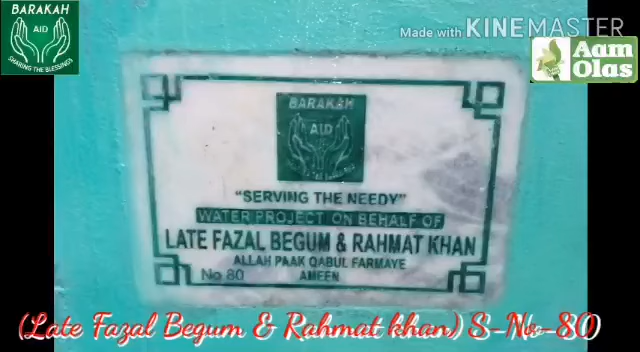 BARAKAH
AID
SHARING THE BLESSINGS
Made with KINEMASTER
Aam
Olas
BARAKAH
AID
"SERVING THE NEEDY"
WATER PROJECT ON BEHALF OF
LATE FAZAL BEGUM & RAHMAT KHAN
ALLAH PAAK QABUL FARMAYE
No 80 AMEEN
(Late Fazal Begum & Rahmat khan) S-No-80